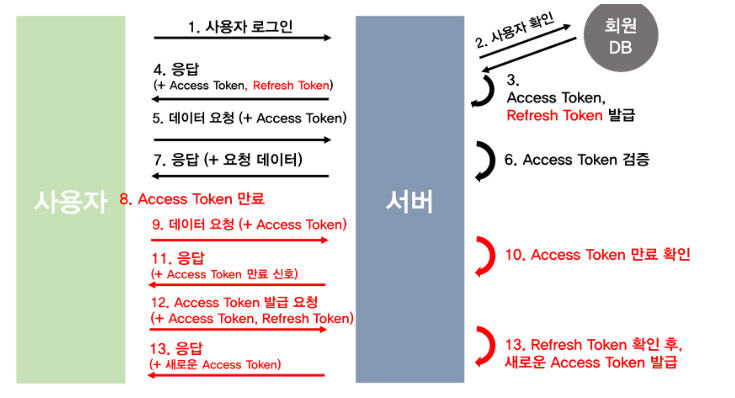 1. 사용자 로그인
2. 사용자 확인
회원
DB
3.
Access Token,
Refresh Token 발급
4. 응답
(+ Access Token, Refresh Token)
5. 데이터 요청 (+ Access Token)
6. Access Token 검증
7. 응답 (+ 요청 데이터)
사용자
서버
8. Access Token 만료
9. 데이터 요청 (+ Access Token)
10. Access Token 만료 확인
11. 응답
(+ Access Token 만료 신호)
12. Access Token 발급 요청
(+ Access Token, Refresh Token)
13. Refresh Token 확인 후,
새로운 Access Token 발급
13. 응답
(+ 새로운 Access Token)